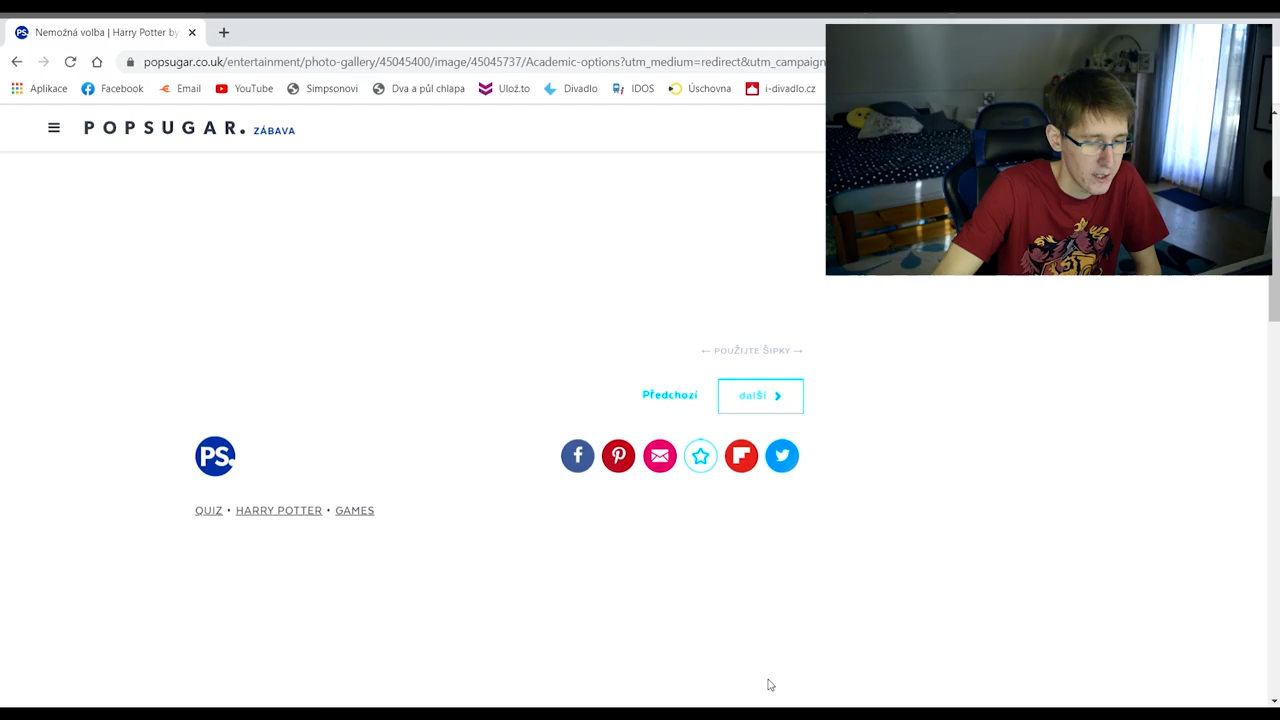 Nemožná volba | Harry Potter by
popsugar.co.uk/entertainment/photo-gallery/45045400/image/45045737/Academic-options?utm_medium=redirect&utm_campaign
Aplikace Facebook Email YouTube Simpsonovi Dva a půl chlapa Ulož.to Divadlo IDOS Úschovna i-divadlo.cz
POPSUGAR. ZÁBAVA
← POUŽIJTE ŠIPKY →
Předchozí další
PS.
QUIZ • HARRY POTTER • GAMES